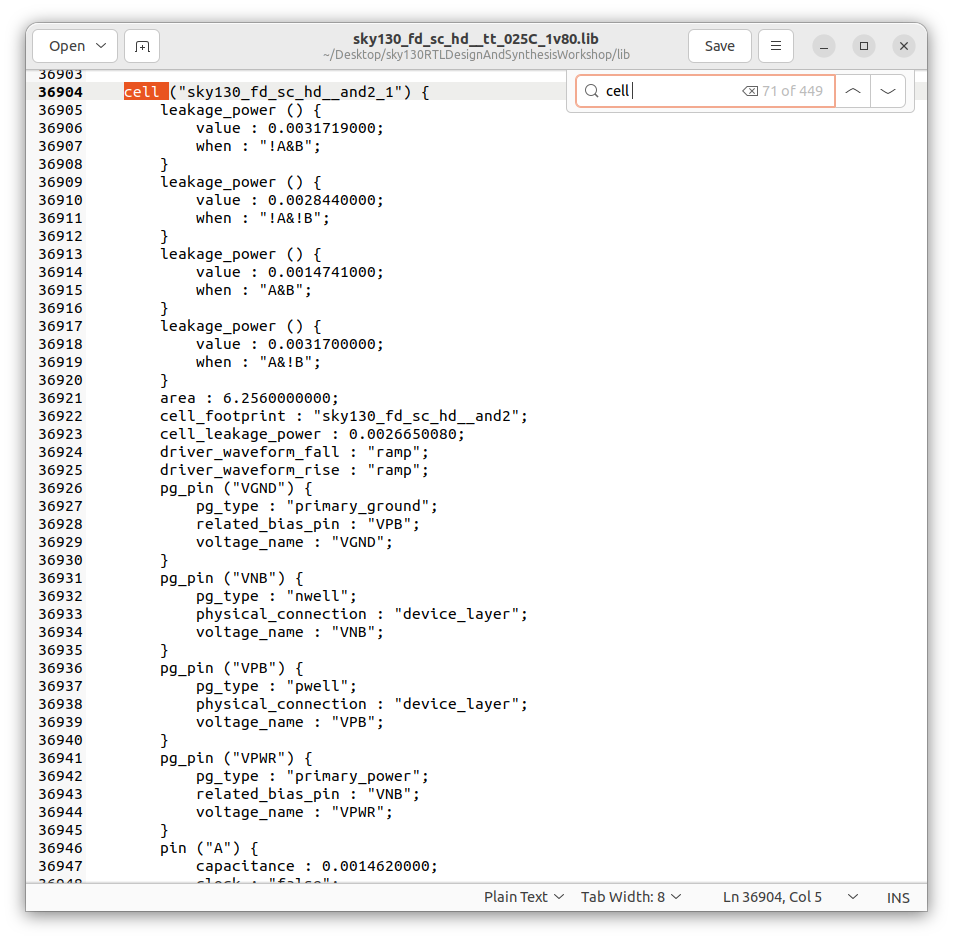 Open
sky130_fd_sc_hd__tt_025C_1v80.lib
~/Desktop/sky130RTLDesignAndSynthesisWorkshop/lib
Save
cell
71 of 449
36903
36904 cell ("sky130_fd_sc_hd__and2_1") {
36905 leakage_power () {
36906 value : 0.0031719000;
36907 when : "!A&B";
36908 }
36909 leakage_power () {
36910 value : 0.0028440000;
36911 when : "!A&!B";
36912 }
36913 leakage_power () {
36914 value : 0.0014741000;
36915 when : "A&B";
36916 }
36917 leakage_power () {
36918 value : 0.0031700000;
36919 when : "A&!B";
36920 }
36921 area : 6.2560000000;
36922 cell_footprint : "sky130_fd_sc_hd__and2";
36923 cell_leakage_power : 0.0026650080;
36924 driver_waveform_fall : "ramp";
36925 driver_waveform_rise : "ramp";
36926 pg_pin ("VGND") {
36927 pg_type : "primary_ground";
36928 related_bias_pin : "VPB";
36929 voltage_name : "VGND";
36930 }
36931 pg_pin ("VNB") {
36932 pg_type : "nwell";
36933 physical_connection : "device_layer";
36934 voltage_name : "VNB";
36935 }
36936 pg_pin ("VPB") {
36937 pg_type : "pwell";
36938 physical_connection : "device_layer";
36939 voltage_name : "VPB";
36940 }
36941 pg_pin ("VPWR") {
36942 pg_type : "primary_power";
36943 related_bias_pin : "VNB";
36944 voltage_name : "VPWR";
36945 }
36946 pin ("A") {
36947 capacitance : 0.0014620000;
36948 clock : "false";
Plain Text
Tab Width: 8
Ln 36904, Col 5
INS